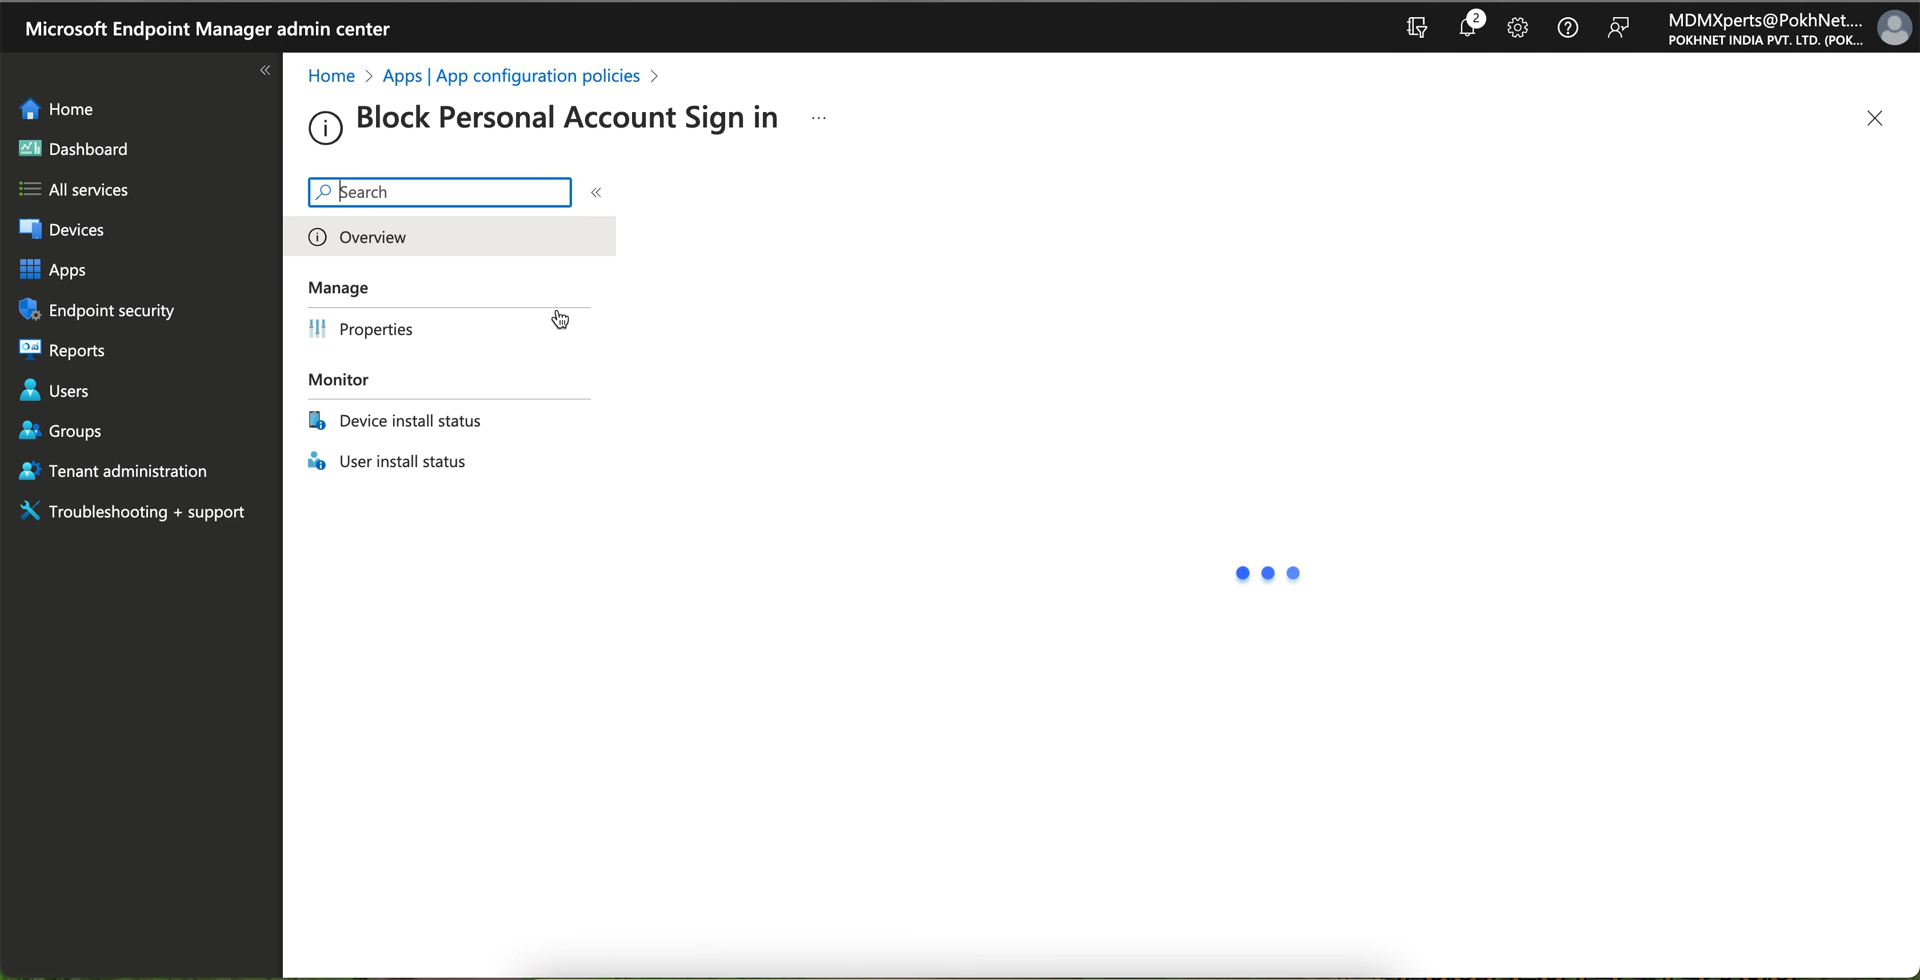 Microsoft Endpoint Manager admin center
2
MDMXperts@PokhNet....
POKHNET INDIA PVT. LTD. (POK...
Home
Dashboard
All services
Devices
Apps
Endpoint security
Reports
Users
Groups
Tenant administration
Troubleshooting + support
Home > Apps | App configuration policies >
Block Personal Account Sign in ...
Search
Overview
Manage
Properties
Monitor
Device install status
User install status